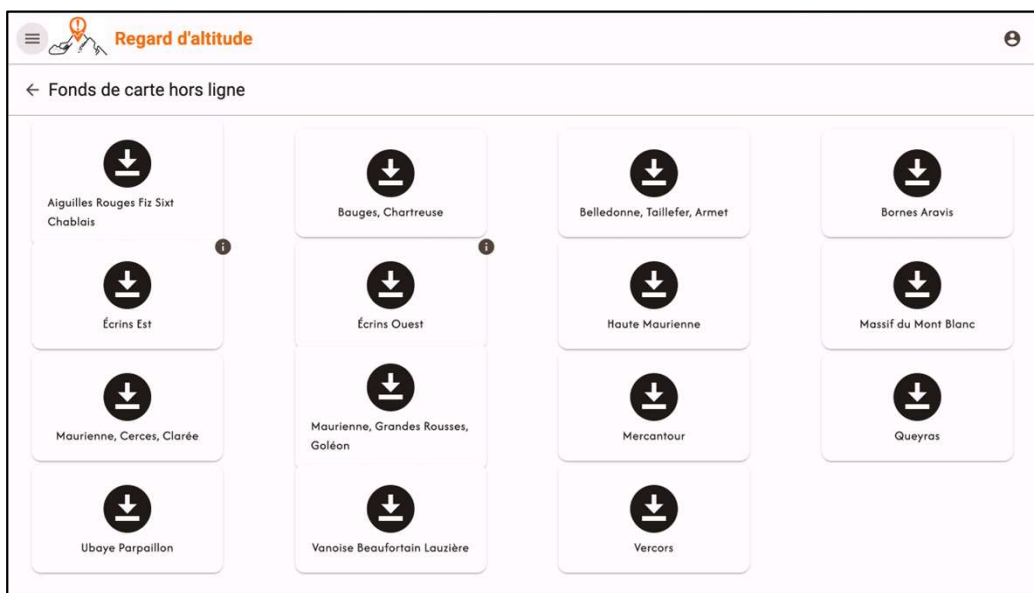 Regard d'altitude
Fonds de carte hors ligne
Aiguilles Rouges Fiz Sixt
Chablais
Bauges, Chartreuse
Belledonne, Taillefer, Armet
Bornes Aravis
Écrins Est
Écrins Ouest
Haute Maurienne
Massif du Mont Blanc
Maurienne, Cerces, Clarée
Maurienne, Grandes Rousses,
Goléon
Mercantour
Queyras
Ubaye Parpaillon
Vanoise Beaufortain Lauzière
Vercors